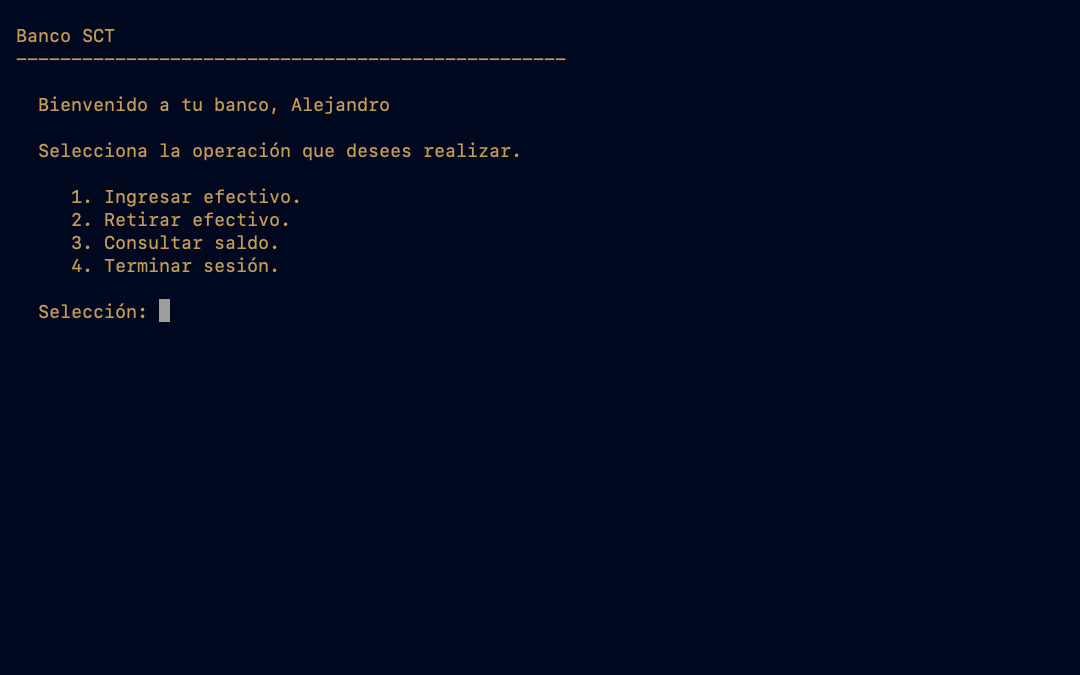 Banco SCT
--------------------------------------------------
Bienvenido a tu banco, Alejandro
Selecciona la operación que desees realizar.
1. Ingresar efectivo.
2. Retirar efectivo.
3. Consultar saldo.
4. Terminar sesión.
Selección: